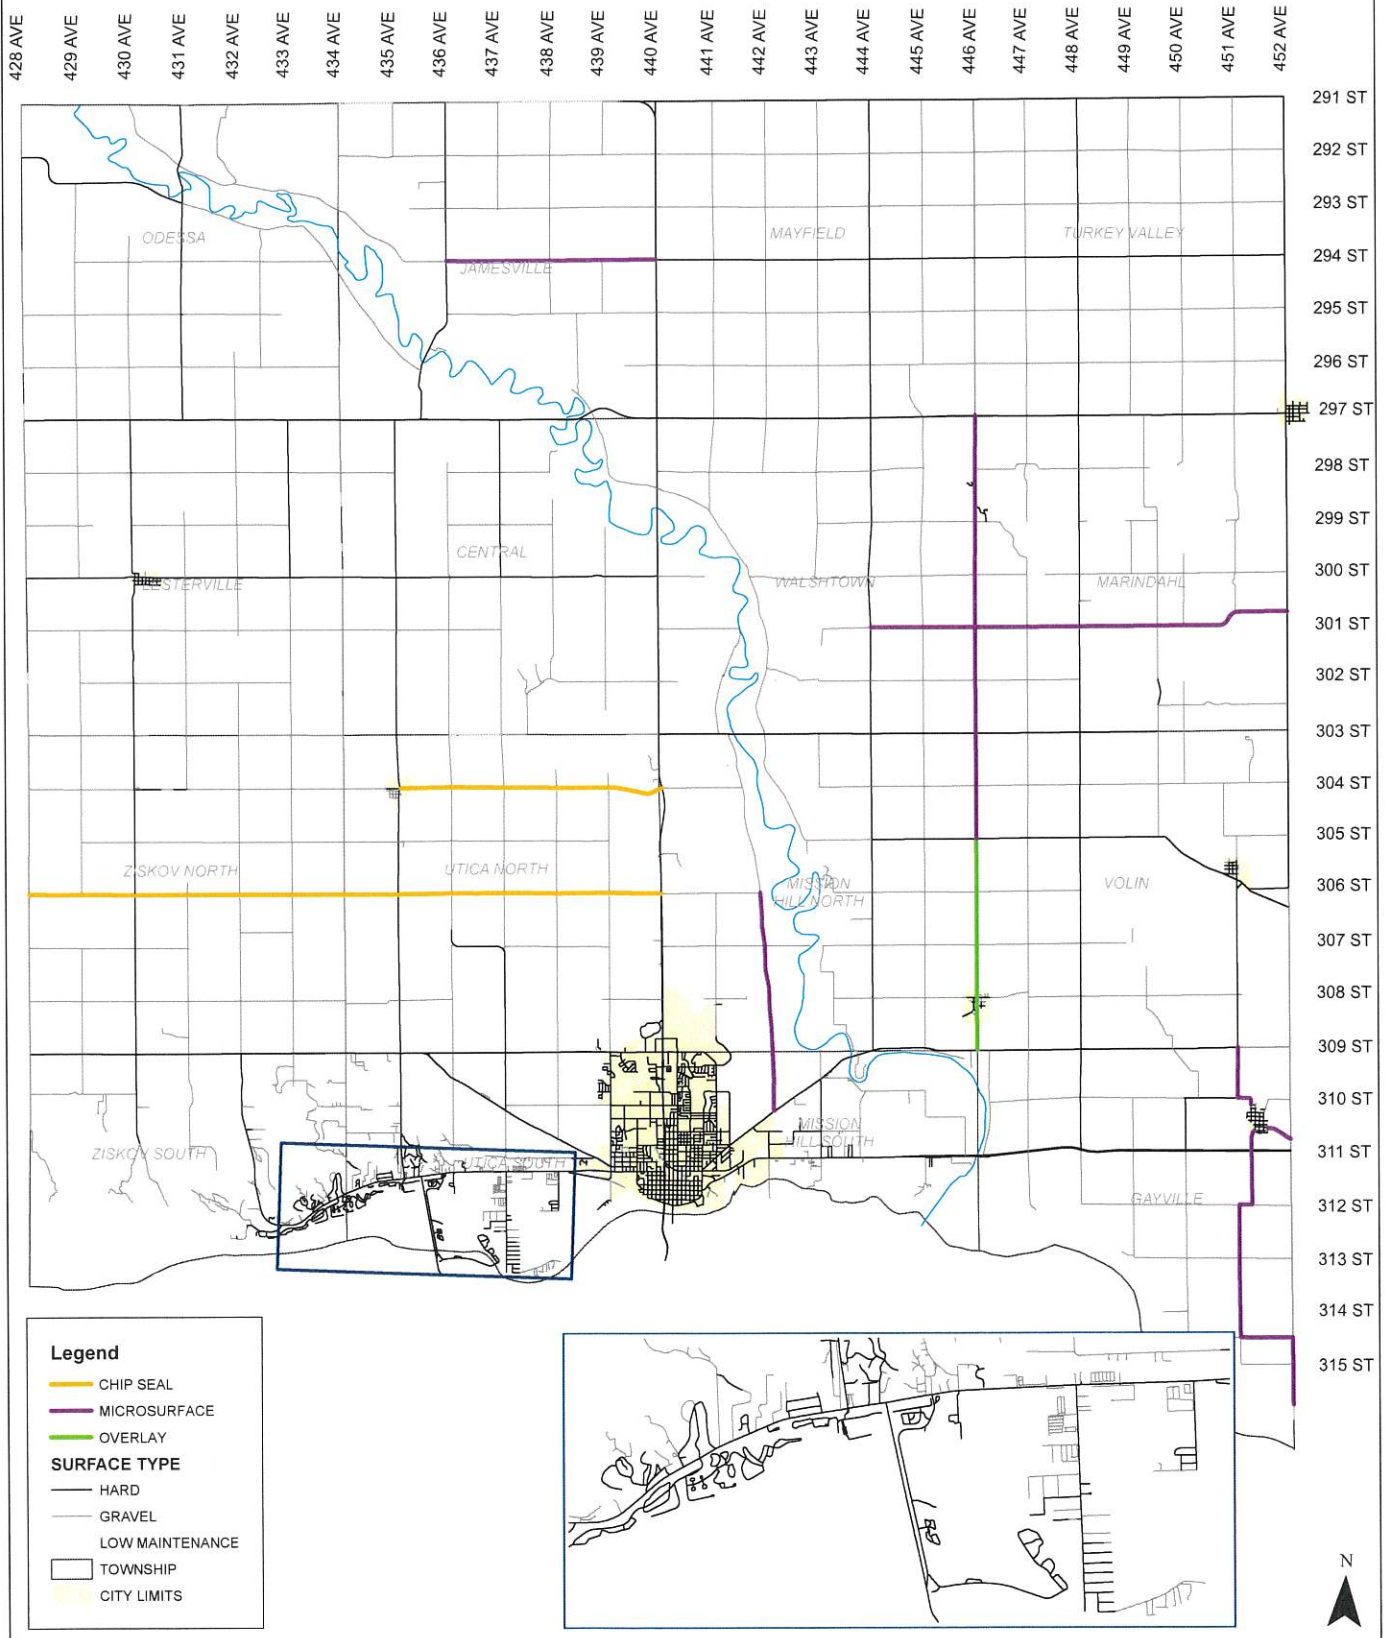 428 AVE
429 AVE
430 AVE
431 AVE
432 AVE
433 AVE
434 AVE
435 AVE
436 AVE
437 AVE
438 AVE
439 AVE
440 AVE
441 AVE
442 AVE
443 AVE
444 AVE
445 AVE
446 AVE
447 AVE
448 AVE
449 AVE
450 AVE
451 AVE
452 AVE
291 ST
292 ST
293 ST
ODESSA
MAYFIELD
TURKEY VALLEY
294 ST
JAMESVILLE
295 ST
296 ST
297 ST
298 ST
299 ST
CENTRAL
300 ST
LESTERVILLE
WALSHTOWN
MARINDAHL
301 ST
302 ST
303 ST
304 ST
305 ST
ZISKOV NORTH
UTICA NORTH
MISSION
HILL NORTH
VOLIN
306 ST
307 ST
308 ST
309 ST
310 ST
MISSION
HILL SOUTH
311 ST
ZISKOV SOUTH
UTICA SOUTH
GAYVILLE
312 ST
313 ST
314 ST
315 ST
Legend
CHIP SEAL
MICROSURFACE
OVERLAY
SURFACE TYPE
HARD
GRAVEL
LOW MAINTENANCE
TOWNSHIP
CITY LIMITS
N